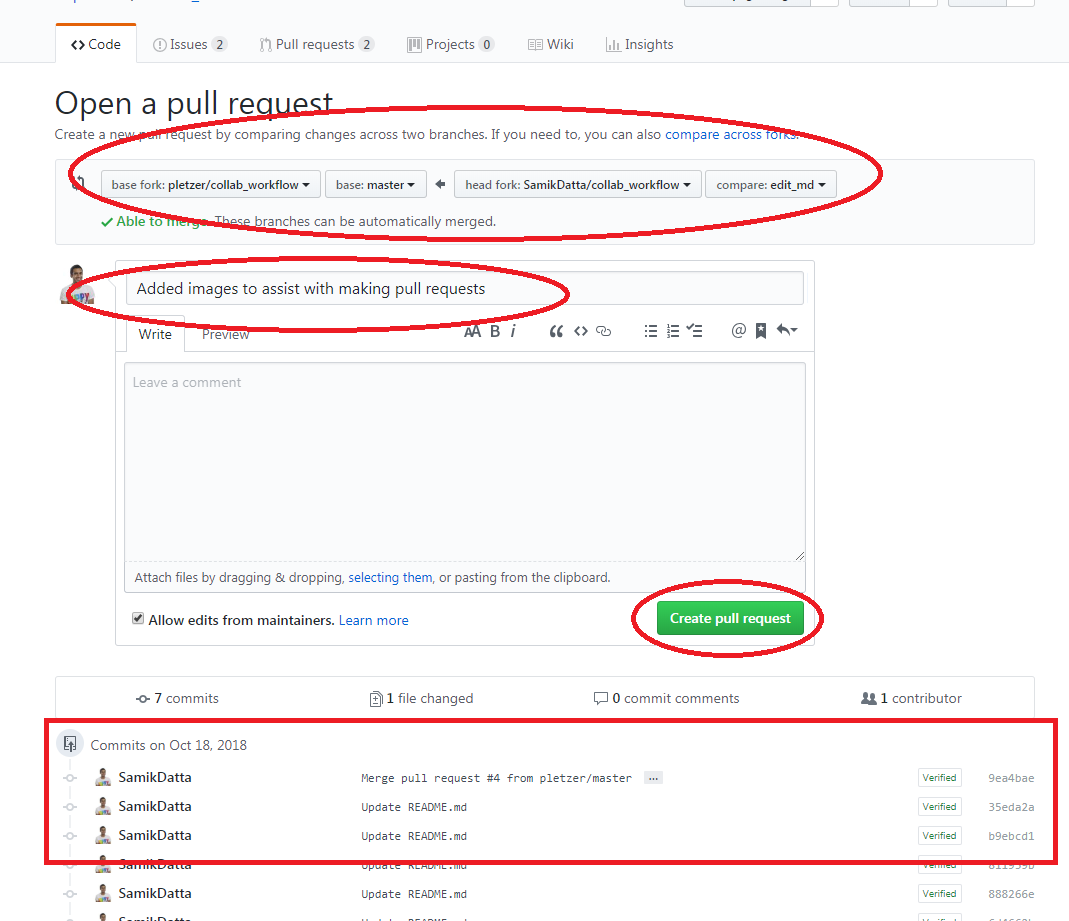 Code Issues 2 Pull requests 2 Projects 0 Wiki Insights
Open a pull request
Create a new pull request by comparing changes across two branches. If you need to, you can also compare across forks.
base fork: pletzer/collab_workflow base: master head fork: SamikDatta/collab_workflow compare: edit_md
Able to merge. These branches can be automatically merged.
Added images to assist with making pull requests
Write Preview AA B i
Leave a comment
Attach files by dragging & dropping, selecting them, or pasting from the clipboard.
Allow edits from maintainers. Learn more Create pull request
7 commits 1 file changed 0 commit comments 1 contributor
Commits on Oct 18, 2018
SamikDatta Merge pull request #4 from pletzer/master … Verified 9ea4bae
SamikDatta Update README.md Verified 35eda2a
SamikDatta Update README.md Verified b9ebcd1
SamikDatta Update README.md Verified
SamikDatta Update README.md Verified 888266e
SamikDatta Update README.md